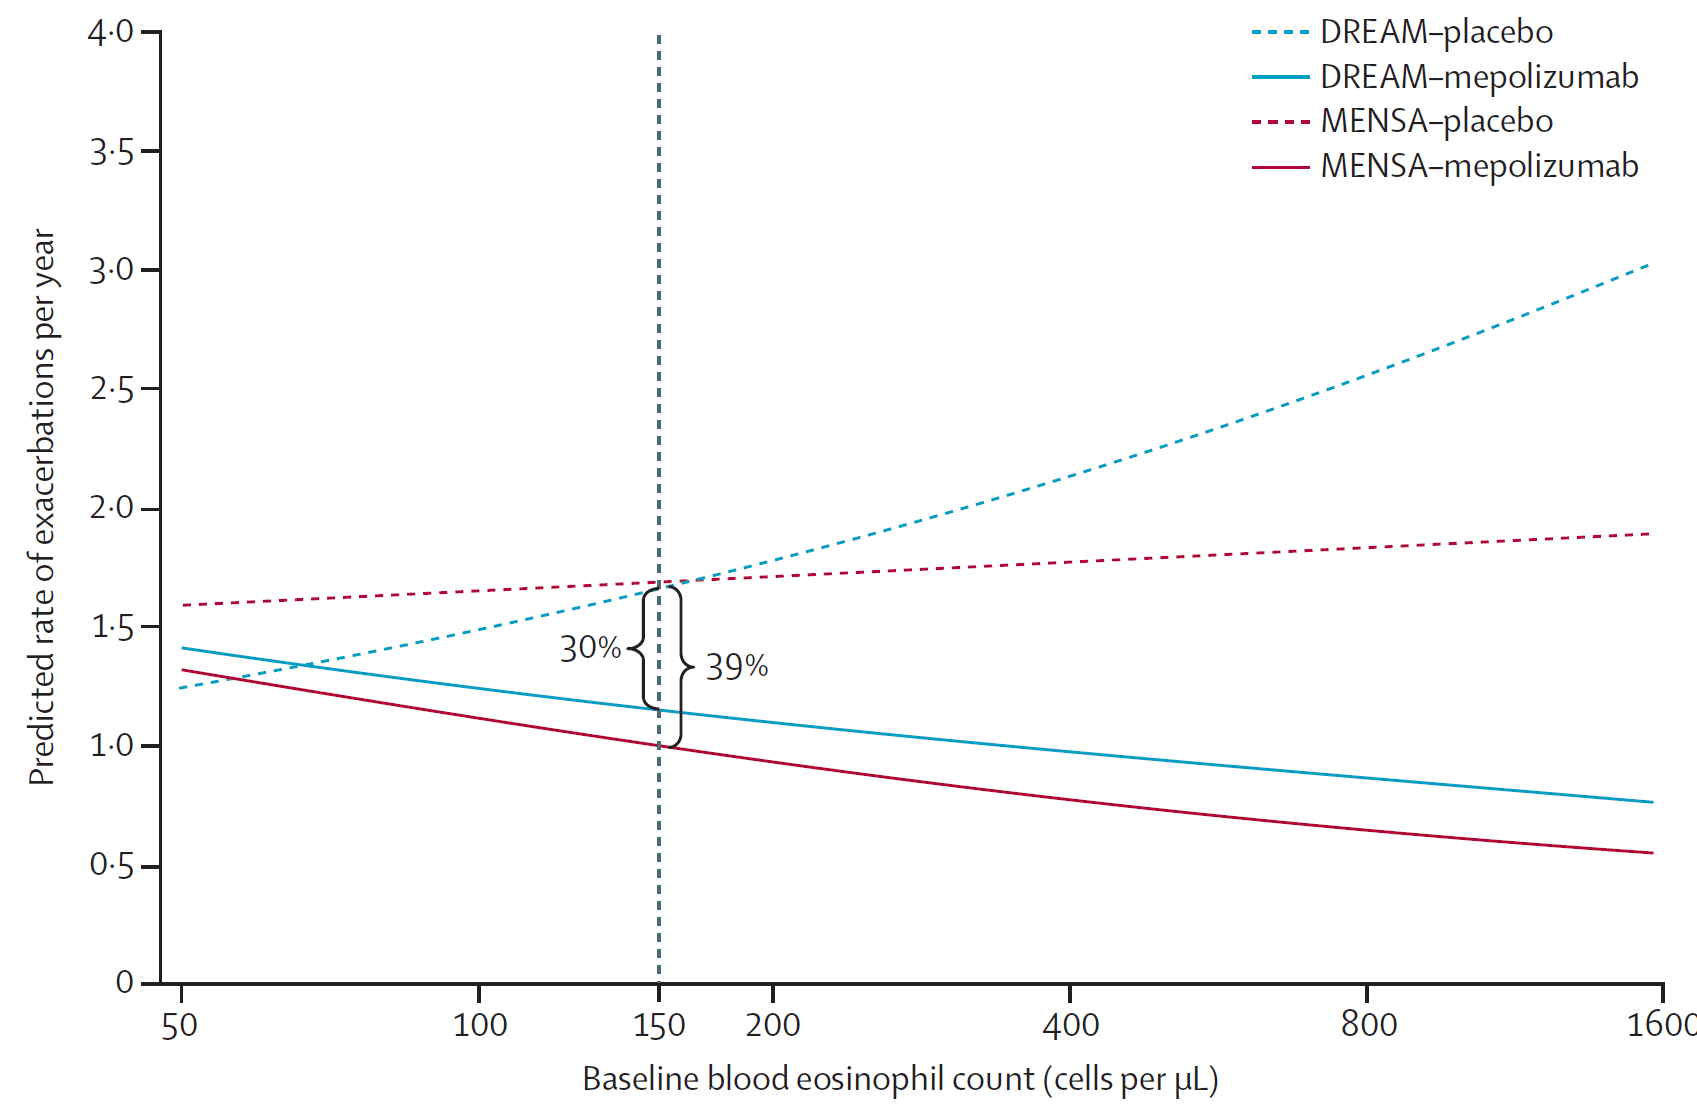 4·0
3·5
3·0
2·5
2·0
1·5
1·0
0·5
0
Predicted rate of exacerbations per year
DREAM–placebo
DREAM–mepolizumab
MENSA–placebo
MENSA–mepolizumab
30%
39%
50 100 150 200 400 800 1600
Baseline blood eosinophil count (cells per μL)